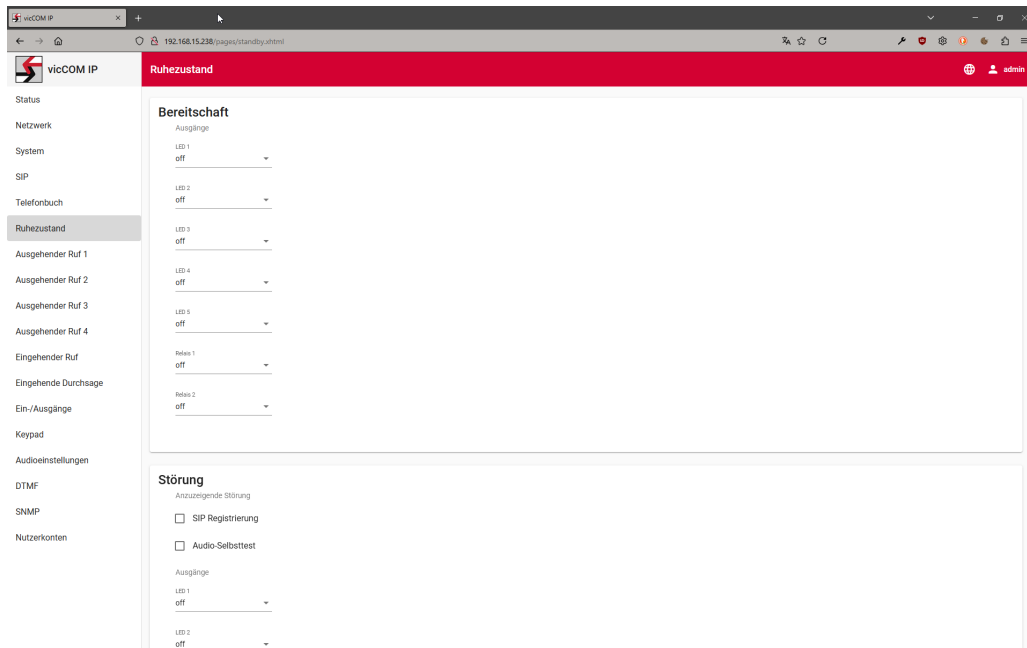 vicCOM IP
192.168.15.238/pages/standby.xhtml
vicCOM IP
Ruhezustand
admin
Status
Netzwerk
System
SIP
Telefonbuch
Ruhezustand
Ausgehender Ruf 1
Ausgehender Ruf 2
Ausgehender Ruf 3
Ausgehender Ruf 4
Eingehender Ruf
Eingehende Durchsage
Ein-/Ausgänge
Keypad
Audioeinstellungen
DTMF
SNMP
Nutzerkonten
Bereitschaft
Ausgänge
LED 1
off
LED 2
off
LED 3
off
LED 4
off
LED 5
off
Relais 1
off
Relais 2
off
Störung
Anzuzeigende Störung
SIP Registrierung
Audio-Selbsttest
Ausgänge
LED 1
off
LED 2
off